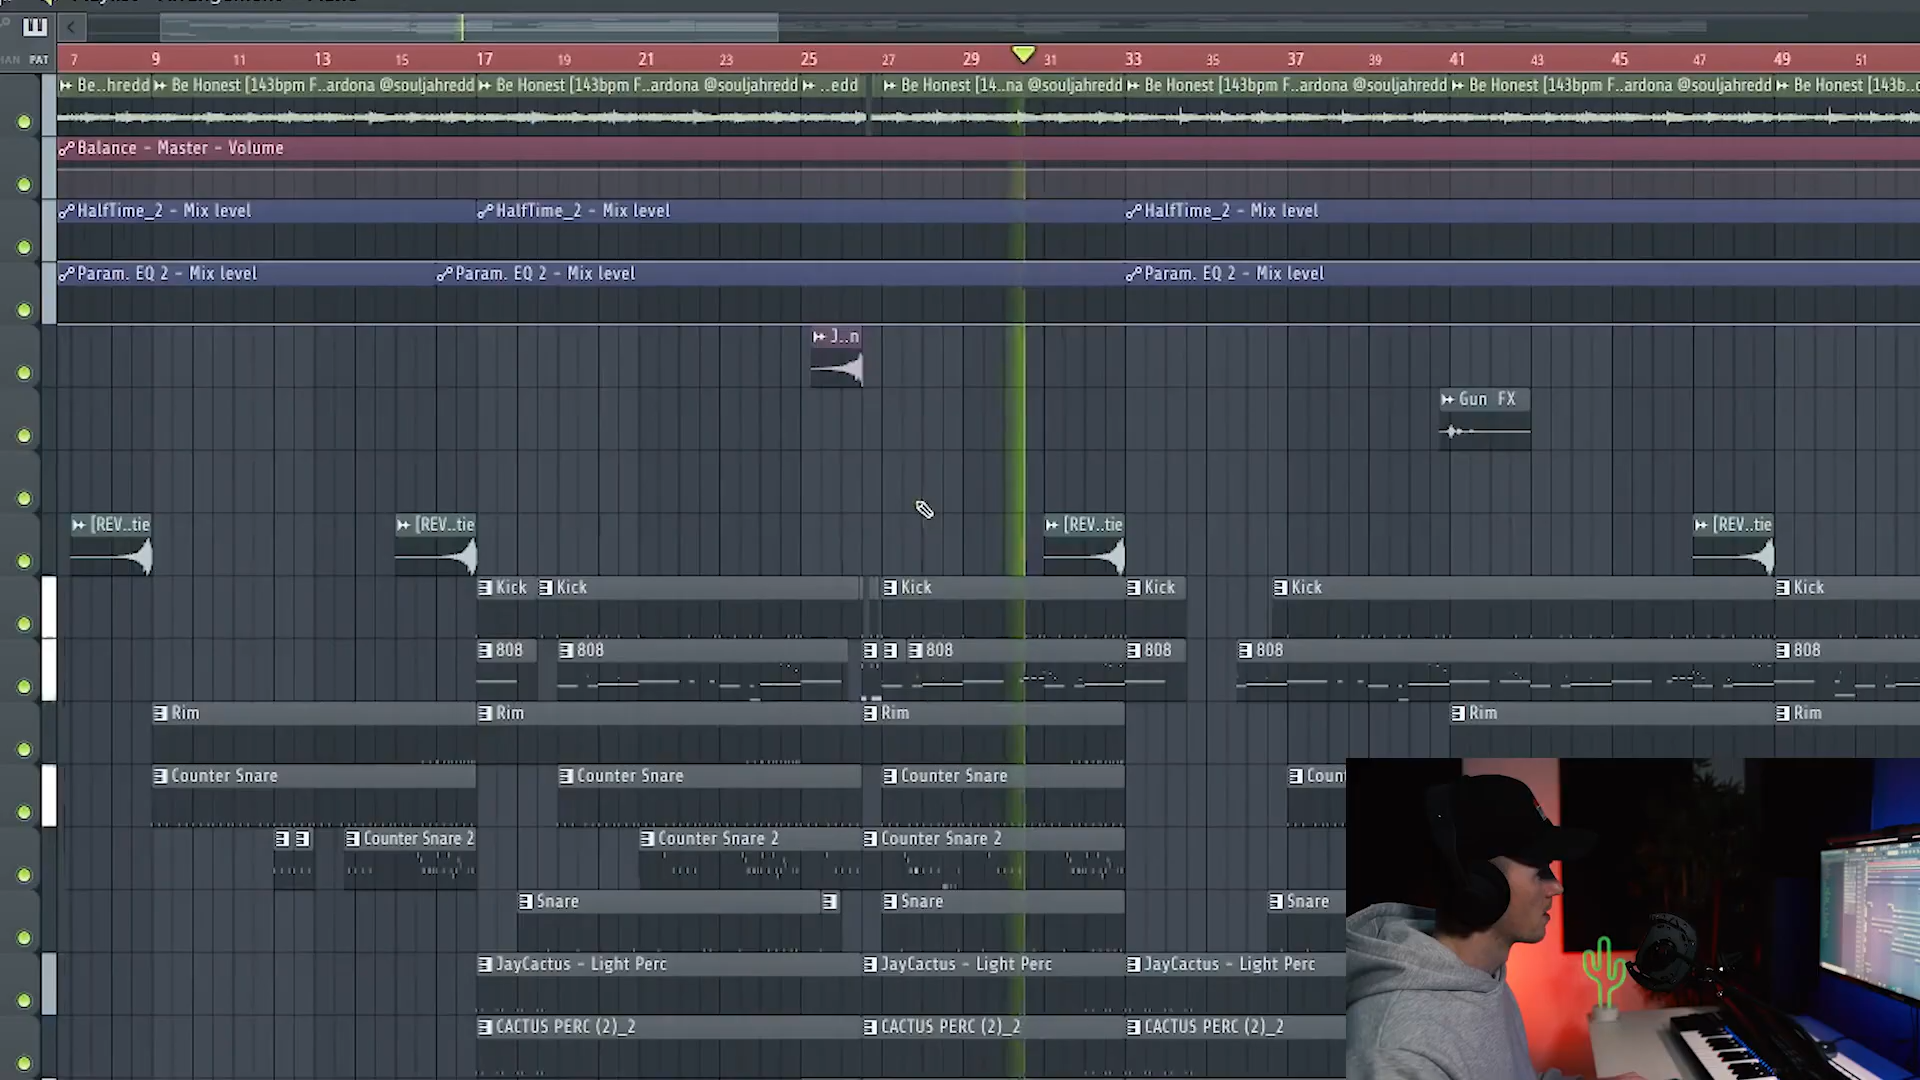 PAT 7 9 11 13 15 17 19 21 23 25 27 29 31 33 35 37 39 41 43 45 47 49 51
Be...hredd Be Honest [143bpm F..ardona @souljahredd Be Honest [143bpm F..ardona @souljahredd ...edd Be Honest [14..na @souljahredd Be Honest [143bpm F..ardona @souljahredd Be Honest [143bpm F..ardona @souljahredd Be Honest [143b..c
Balance - Master - Volume
HalfTime_2 - Mix level HalfTime_2 - Mix level HalfTime_2 - Mix level
Param. EQ 2 - Mix level Param. EQ 2 - Mix level Param. EQ 2 - Mix level
J..n
Gun FX
[REV..tie [REV..tie [REV..tie [REV..tie
Kick Kick Kick Kick Kick Kick
808 808 808 808 808 808
Rim Rim Rim Rim Rim
Counter Snare Counter Snare Counter Snare Coun
Counter Snare 2 Counter Snare 2 Counter Snare 2
Snare Snare Snare
JayCactus - Light Perc JayCactus - Light Perc JayCactus - Light Perc
CACTUS PERC (2)_2 CACTUS PERC (2)_2 CACTUS PERC (2)_2